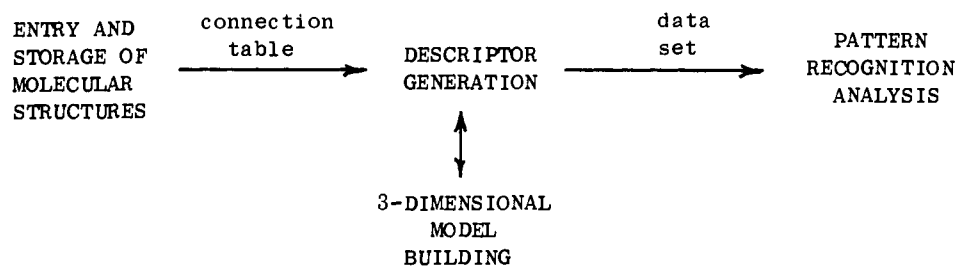 ENTRY AND
STORAGE OF
MOLECULAR
STRUCTURES
connection
table
DESCRIPTOR
GENERATION
data
set
PATTERN
RECOGNITION
ANALYSIS
3-DIMENSIONAL
MODEL
BUILDING